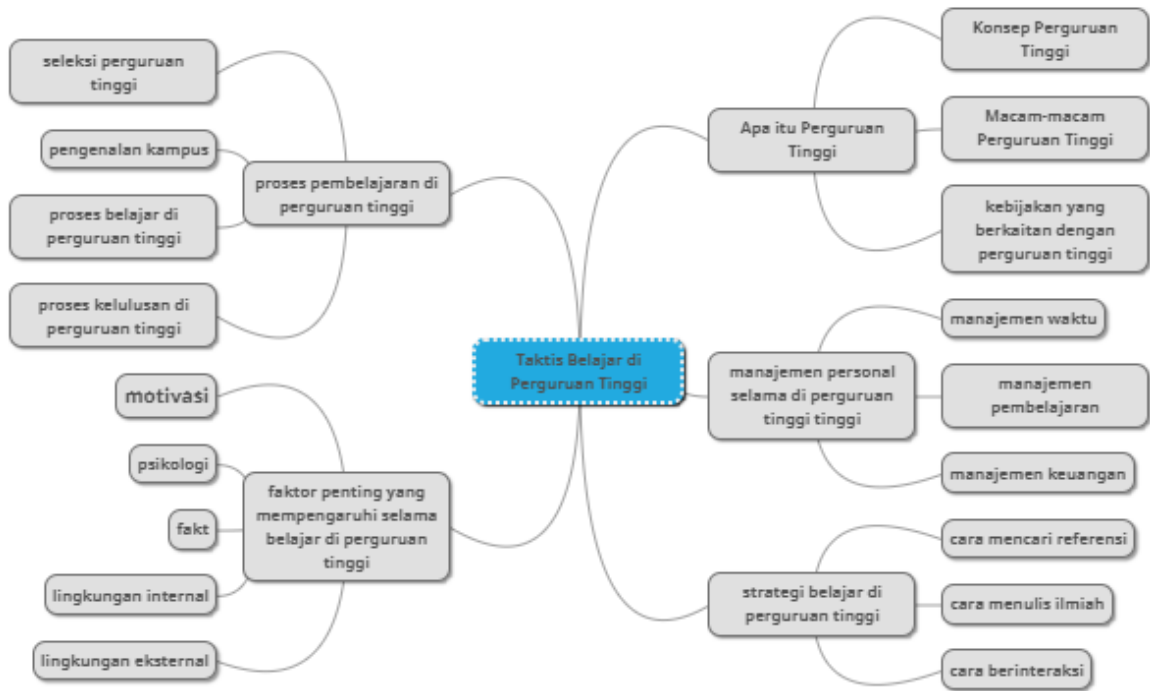 seleksi perguruan
tinggi
pengenalan kampus
proses belajar di
perguruan tinggi
proses kelulusan di
perguruan tinggi
proses pembelajaran di
perguruan tinggi
motivasi
psikologi
fakt
lingkungan internal
lingkungan eksternal
faktor penting yang
mempengaruhi selama
belajar di perguruan
tinggi
Taktis Belajar di
Perguruan Tinggi
Apa itu Perguruan
Tinggi
Konsep Perguruan
Tinggi
Macam-macam
Perguruan Tinggi
kebijakan yang
berkaitan dengan
perguruan tinggi
manajemen personal
selama di perguruan
tinggi tinggi
manajemen waktu
manajemen
pembelajaran
manajemen keuangan
strategi belajar di
perguruan tinggi
cara mencari referensi
cara menulis ilmiah
cara berinteraksi